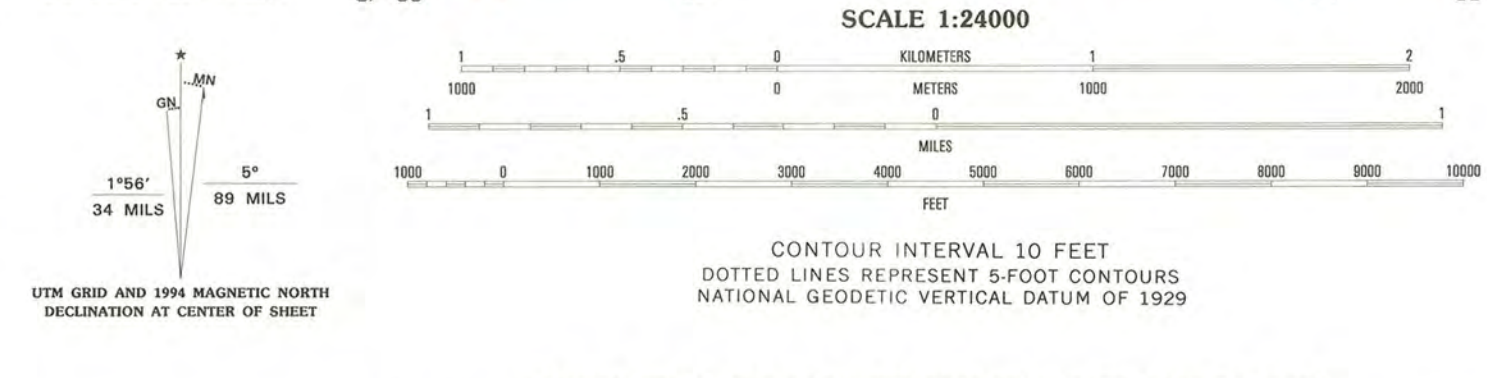 SCALE 1:24000
1 .5 0 KILOMETERS 1 2
1000 0 METERS 1000 2000
1 .5 0 1
MILES
1000 0 1000 2000 3000 4000 5000 6000 7000 8000 9000 10000
FEET
★
MN
GN
1°56′
34 MILS
5°
89 MILS
UTM GRID AND 1994 MAGNETIC NORTH
DECLINATION AT CENTER OF SHEET
CONTOUR INTERVAL 10 FEET
DOTTED LINES REPRESENT 5-FOOT CONTOURS
NATIONAL GEODETIC VERTICAL DATUM OF 1929